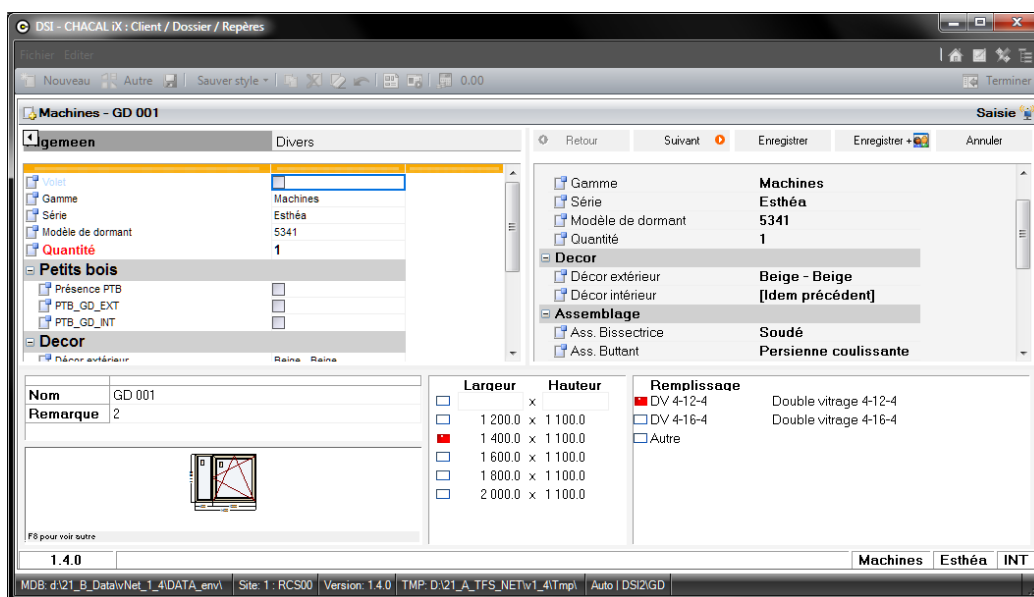 DSI - CHACAL iX : Client / Dossier / Repères
Fichier Editer
Nouveau Autre Sauver style 0.00 Terminer
Machines - GD 001 Saisie
lgemeen Divers
Retour Suivant Enregistrer Enregistrer + Annuler
Volet
Gamme Machines
Série Esthéa
Modèle de dormant 5341
Quantité 1
Petits bois
Présence PTB
PTB_GD_EXT
PTB_GD_INT
Decor
Décor extérieur Beige - Beige
Gamme Machines
Série Esthéa
Modèle de dormant 5341
Quantité 1
Decor
Décor extérieur Beige - Beige
Décor intérieur [Idem précédent]
Assemblage
Ass. Bissectrice Soudé
Ass. Buttant Persienne coulissante
Nom GD 001
Remarque 2
F8 pour voir autre
Largeur Hauteur
x
1 200.0 x 1 100.0
1 400.0 x 1 100.0
1 600.0 x 1 100.0
1 800.0 x 1 100.0
2 000.0 x 1 100.0
Remplissage
DV 4-12-4 Double vitrage 4-12-4
DV 4-16-4 Double vitrage 4-16-4
Autre
1.4.0 Machines Esthéa INT
MDB: d:\21_B_Data\vNet_1_4\DATA_env\ Site: 1 : RCS00 Version: 1.4.0 TMP: D:\21_A_TFS_NET\v1_4\Tmp\ Auto | DSI2\GD